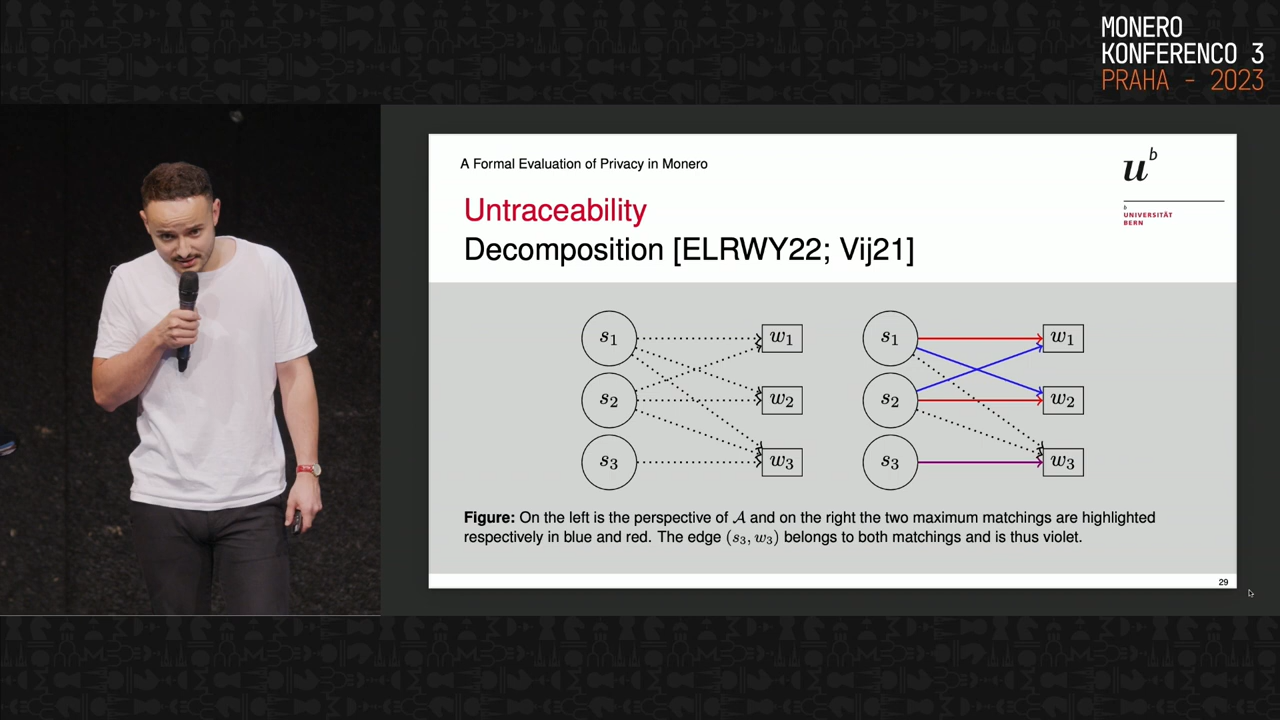 MONERO
KONFERENCO 3
PRAHA - 2023
A Formal Evaluation of Privacy in Monero
u^b
b
UNIVERSITÄT
BERN
Untraceability
Decomposition [ELRWY22; Vij21]
s₁ w₁ s₁ w₁
s₂ w₂ s₂ w₂
s₃ w₃ s₃ w₃
Figure: On the left is the perspective of 𝒜 and on the right the two maximum matchings are highlighted
respectively in blue and red. The edge (s₃, w₃) belongs to both matchings and is thus violet.
29